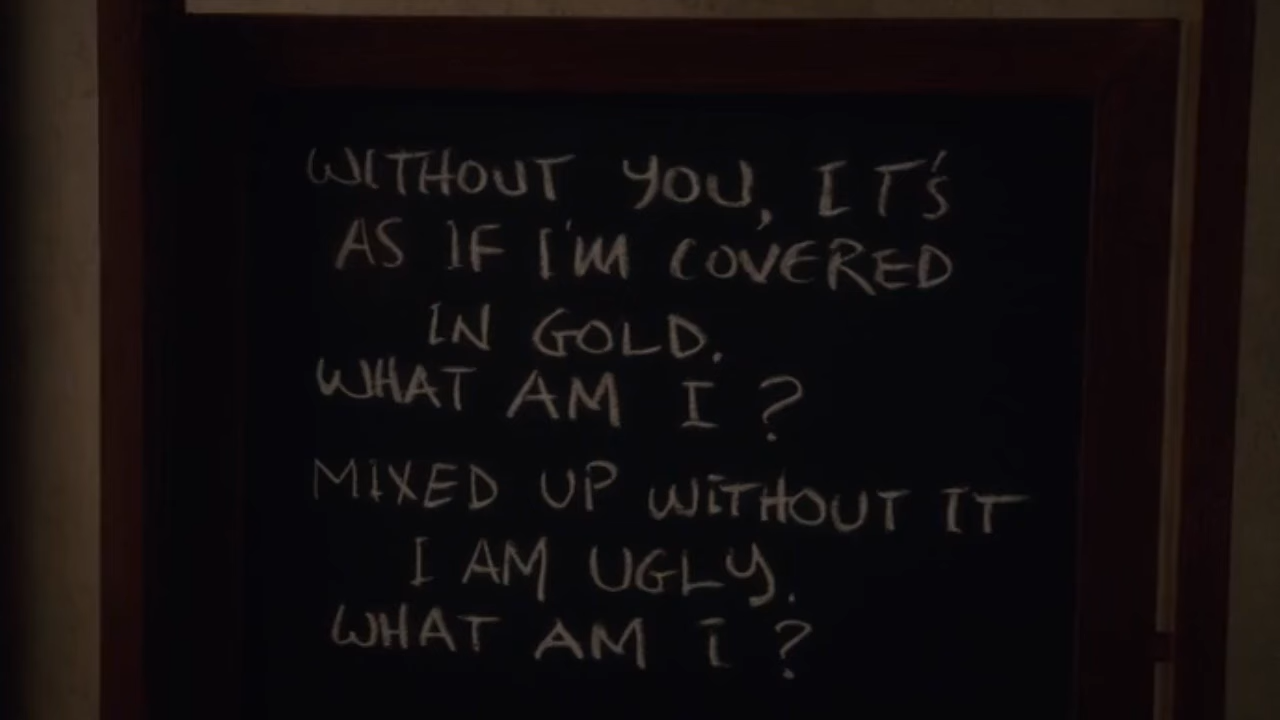 WITHOUT YOU, IT'S
AS IF I'M COVERED
IN GOLD.
WHAT AM I?
MIXED UP WITHOUT IT
I AM UGLY.
WHAT AM I?